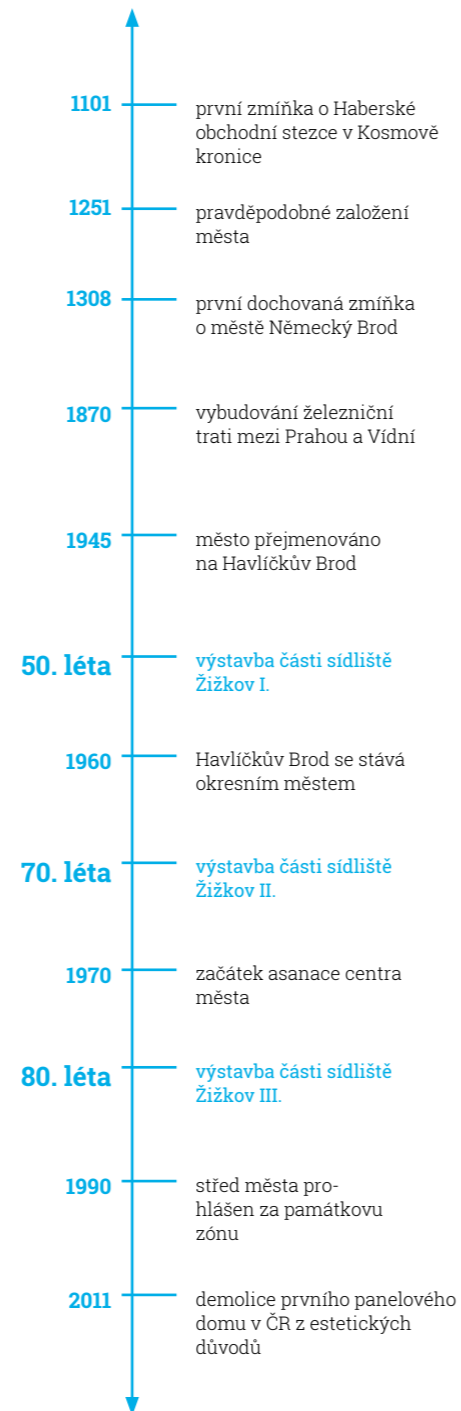 1101
první zmíňka o Haberské
obchodní stezce v Kosmově
kronice
1251
pravděpodobné založení
města
1308
první dochovaná zmíňka
o městě Německý Brod
1870
vybudování železniční
trati mezi Prahou a Vídní
1945
město přejmenováno
na Havlíčkův Brod
50. léta
výstavba části sídliště
Žižkov I.
1960
Havlíčkův Brod se stává
okresním městem
70. léta
výstavba části sídliště
Žižkov II.
1970
začátek asanace centra
města
80. léta
výstavba části sídliště
Žižkov III.
1990
střed města pro-
hlášen za památkovu
zónu
2011
demolice prvního panelového
domu v ČR z estetických
důvodů